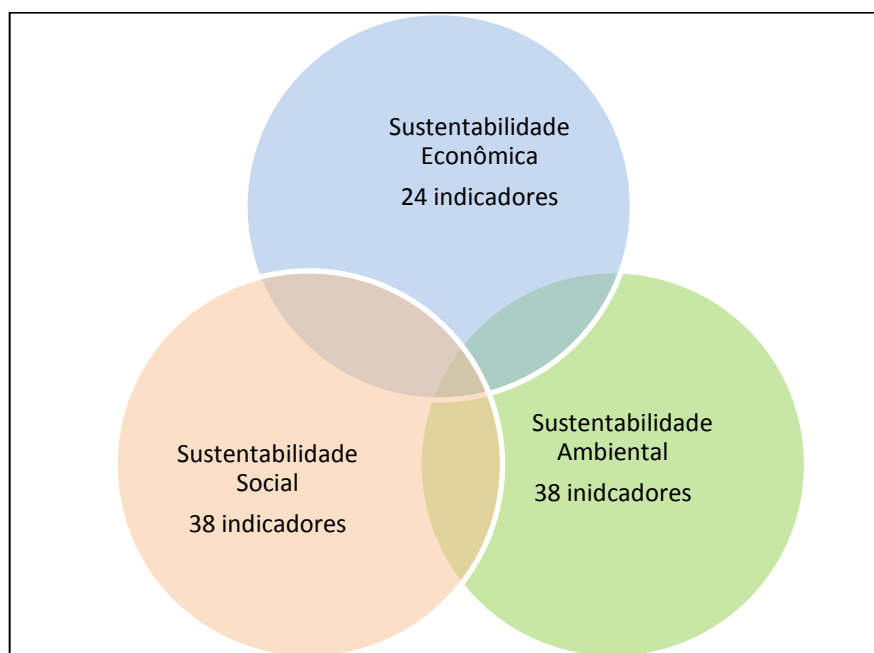 Sustentabilidade
Econômica
24 indicadores
Sustentabilidade
Social
38 indicadores
Sustentabilidade
Ambiental
38 inidcadores